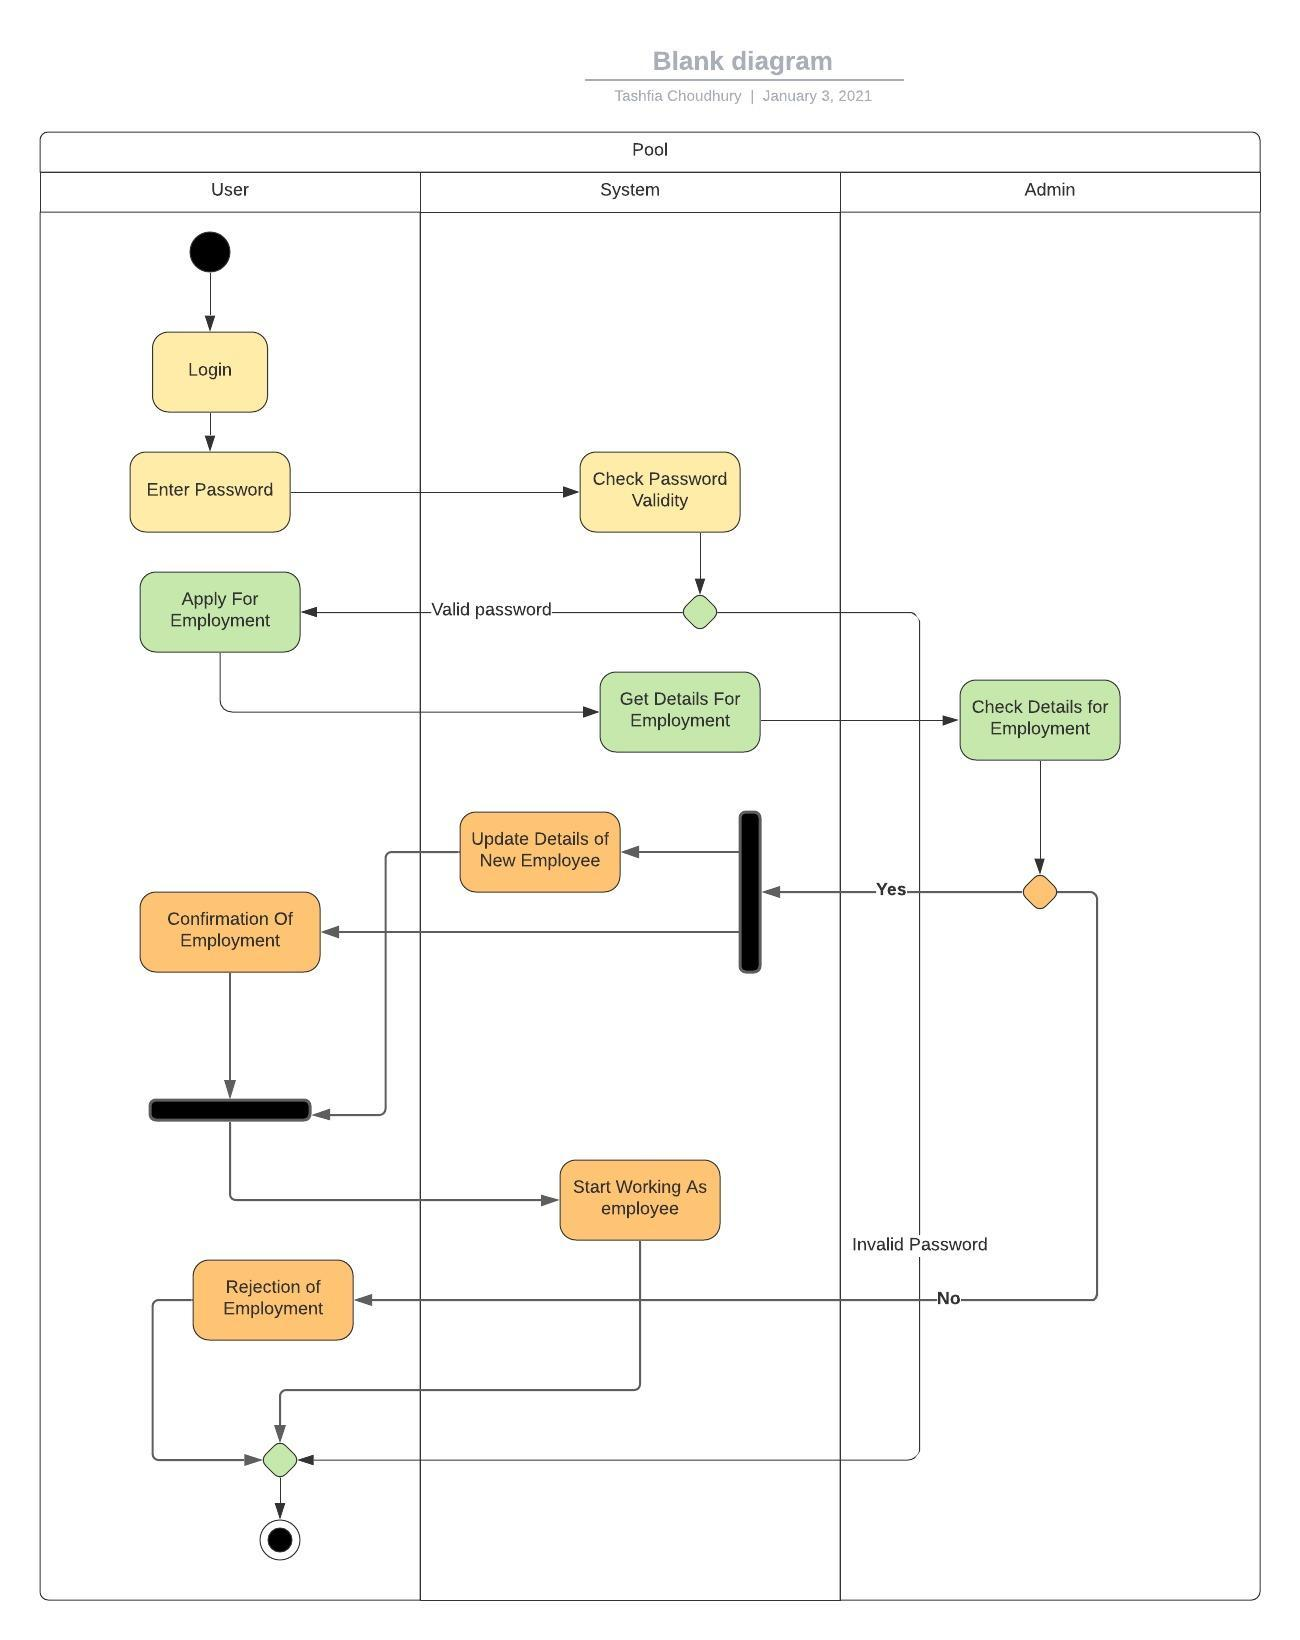 Blank diagram
Tashfia Choudhury | January 3, 2021
Pool
User
System
Admin
Login
Enter Password
Check Password
Validity
Apply For
Employment
Valid password
Get Details For
Employment
Check Details for
Employment
Update Details of
New Employee
Yes
Confirmation Of
Employment
Start Working As
employee
Invalid Password
Rejection of
Employment
No